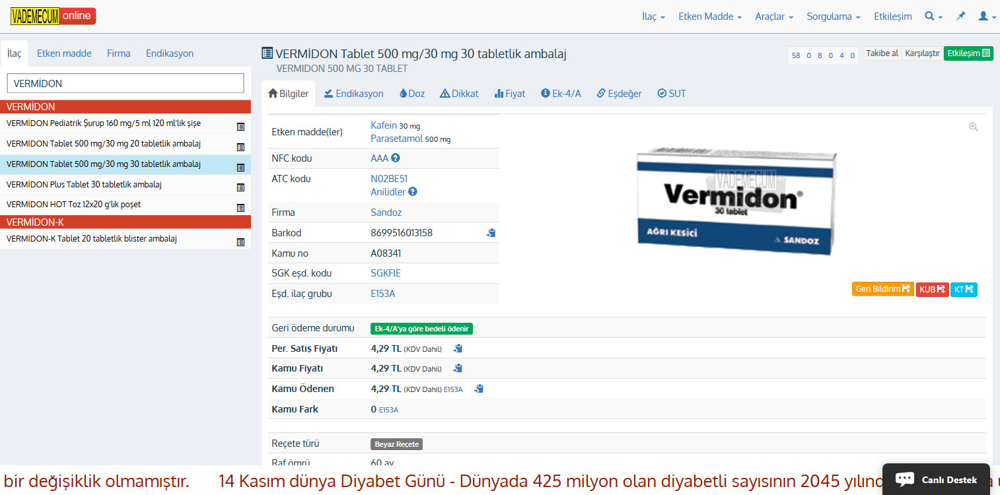 VADEMECUM online
İlaç Etken Madde Araçlar Sorgulama Etkileşim
İlaç Etken madde Firma Endikasyon
VERMİDON
VERMİDON
VERMİDON Pediatrik Şurup 160 mg/5 ml 120 ml'lik şişe
VERMİDON Tablet 500 mg/30 mg 20 tabletlik ambalaj
VERMİDON Tablet 500 mg/30 mg 30 tabletlik ambalaj
VERMİDON Plus Tablet 30 tabletlik ambalaj
VERMİDON HOT Toz 12x20 g'lık poşet
VERMİDON-K
VERMİDON-K Tablet 20 tabletlik blister ambalaj
VERMİDON Tablet 500 mg/30 mg 30 tabletlik ambalaj
VERMIDON 500 MG 30 TABLET
58 0 8 0 4 0
Takibe al Karşılaştır Etkileşim
Bilgiler Endikasyon Doz Dikkat Fiyat Ek-4/A Eşdeğer SUT
Etken madde(ler) Kafein 30 mg
Parasetamol 500 mg
NFC kodu AAA
ATC kodu N02BE51
Anilidler
Firma Sandoz
Barkod 8699516013158
Kamu no A08341
SGK eşd. kodu SGKFIE
Eşd. ilaç grubu E153A
VADEMECUM
Vermidon®
30 tablet
AĞRI KESİCİ
SANDOZ
Geri Bildirim KUB KT
Geri ödeme durumu Ek-4/A'ya göre bedeli ödenir
Per. Satış Fiyatı 4,29 TL (KDV Dahil)
Kamu Fiyatı 4,29 TL (KDV Dahil)
Kamu Ödenen 4,29 TL (KDV Dahil) E153A
Kamu Fark 0 E153A
Reçete türü Beyaz Reçete
Raf ömrü 60 ay
bir değişiklik olmamıştır. 14 Kasım dünya Diyabet Günü - Dünyada 425 milyon olan diyabetli sayısının 2045 yılınd
Canlı Destek